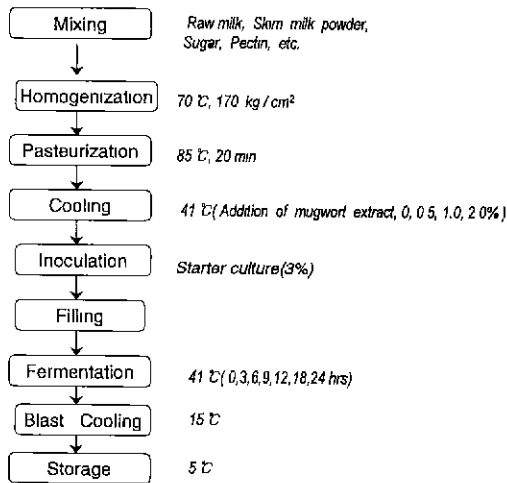 Mixing
Raw milk, Skim milk powder,
Sugar, Pectin, etc.
Homogenization
70 ℃, 170 kg/cm²
Pasteurization
85 ℃, 20 min
Cooling
41 ℃(Addition of mugwort extract, 0, 0 5, 1.0, 2 0%)
Inoculation
Starter culture(3%)
Filling
Fermentation
41 ℃( 0,3,6,9,12,18,24 hrs)
Blast Cooling
15 ℃
Storage
5 ℃